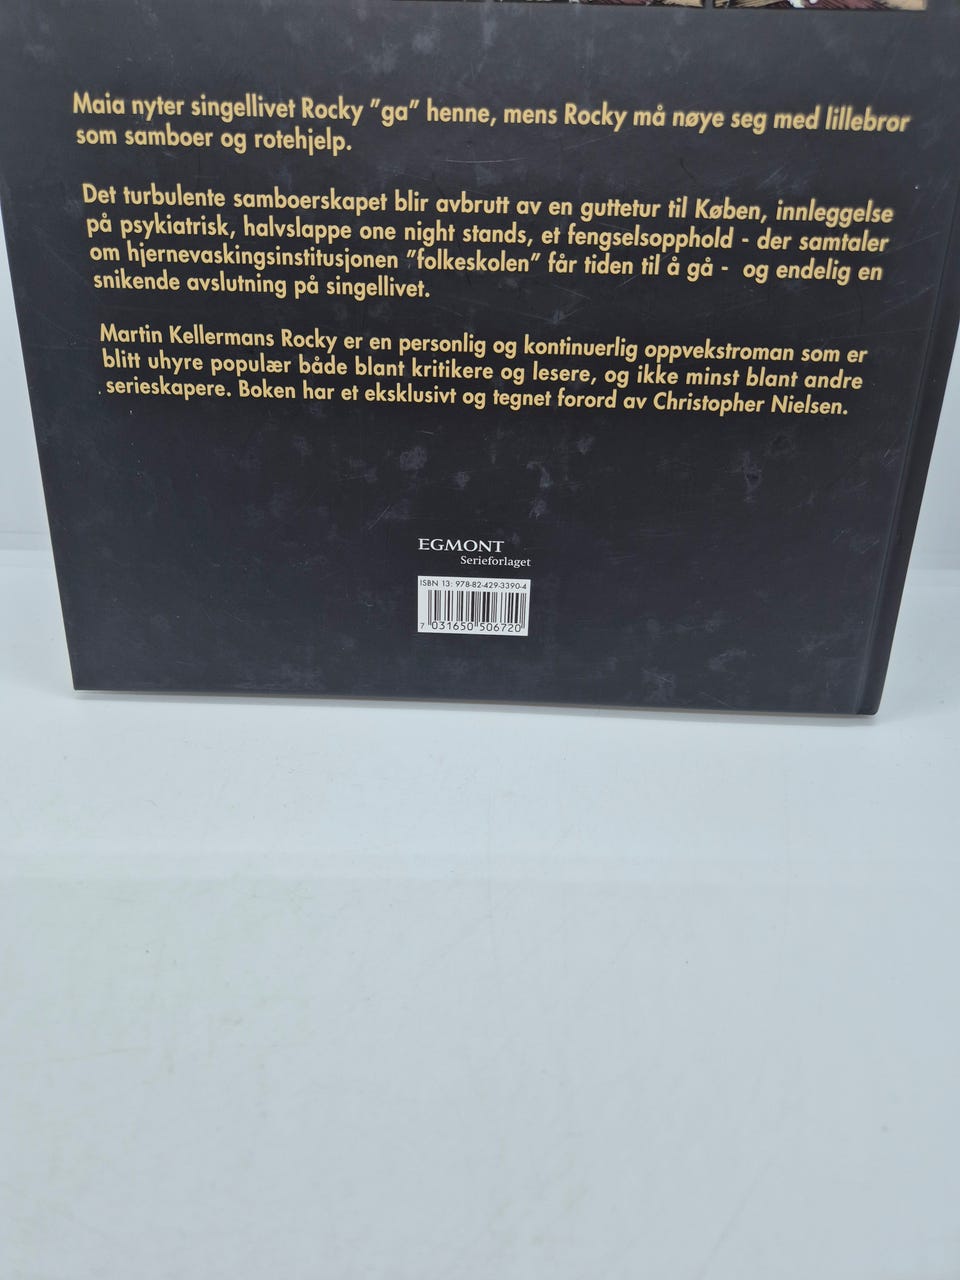 Maia nyter singellivet Rocky ”ga” henne, mens Rocky må nøye seg med lillebror
som samboer og rotehjelp.
Det turbulente samboerskapet blir avbrutt av en guttetur til Køben, innleggelse
på psykiatrisk, halvslappe one night stands, et fengselsopphold - der samtaler
om hjernevaskingsinstitusjonen ”folkeskolen” får tiden til å gå - og endelig en
snikende avslutning på singellivet.
Martin Kellermans Rocky er en personlig og kontinuerlig oppvekstroman som er
blitt uhyre populær både blant kritikere og lesere, og ikke minst blant andre
serieskapere. Boken har et eksklusivt og tegnet forord av Christopher Nielsen.
EGMONT
Serieforlaget
ISBN 13: 978-82-429-3390-4
7 031650 506720